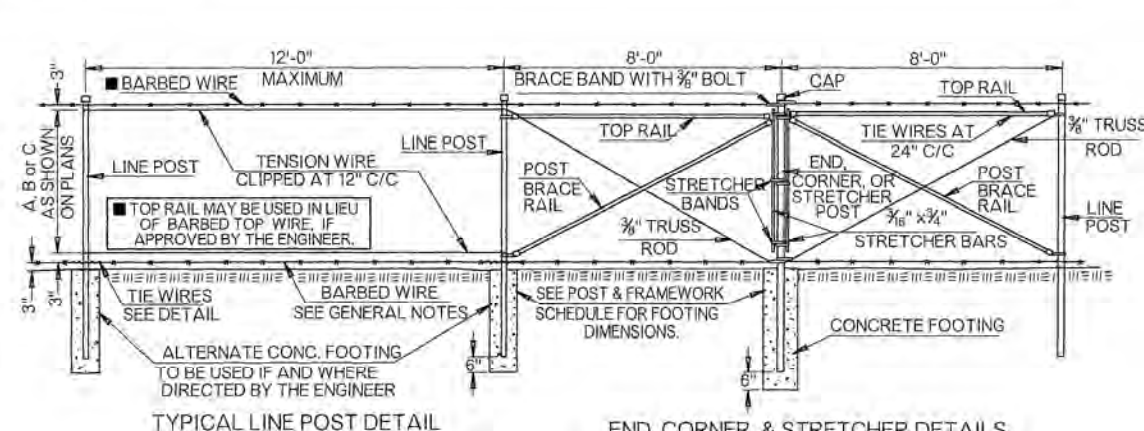 12'-0"
8'-0"
8'-0"
3"
■ BARBED WIRE
MAXIMUM
BRACE BAND WITH ⅜" BOLT
CAP
TOP RAIL
A, B or C
AS SHOWN
ON PLANS
LINE POST
TENSION WIRE
CLIPPED AT 12" C/C
LINE POST
TOP RAIL
TIE WIRES AT
24" C/C
⅜" TRUSS
ROD
■ TOP RAIL MAY BE USED IN LIEU
OF BARBED TOP WIRE, IF
APPROVED BY THE ENGINEER.
POST
BRACE
RAIL
STRETCHER
BANDS
END,
CORNER, OR
STRETCHER
POST
POST
BRACE
RAIL
LINE
POST
⅜" TRUSS
ROD
3/16" x ¾"
STRETCHER BARS
3"
3"
TIE WIRES
SEE DETAIL
BARBED WIRE
SEE GENERAL NOTES
SEE POST & FRAMEWORK
SCHEDULE FOR FOOTING
DIMENSIONS.
CONCRETE FOOTING
ALTERNATE CONC. FOOTING
TO BE USED IF AND WHERE
DIRECTED BY THE ENGINEER
6"
6"
TYPICAL LINE POST DETAIL
END, CORNER, & STRETCHER DETAILS